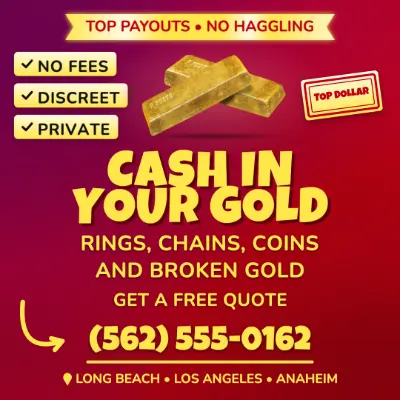 TOP PAYOUTS • NO HAGGLING
✓ NO FEES
✓ DISCREET
✓ PRIVATE
TOP DOLLAR
CASH IN
YOUR GOLD
RINGS, CHAINS, COINS
AND BROKEN GOLD
GET A FREE QUOTE
(562) 555-0162
LONG BEACH • LOS ANGELES • ANAHEIM